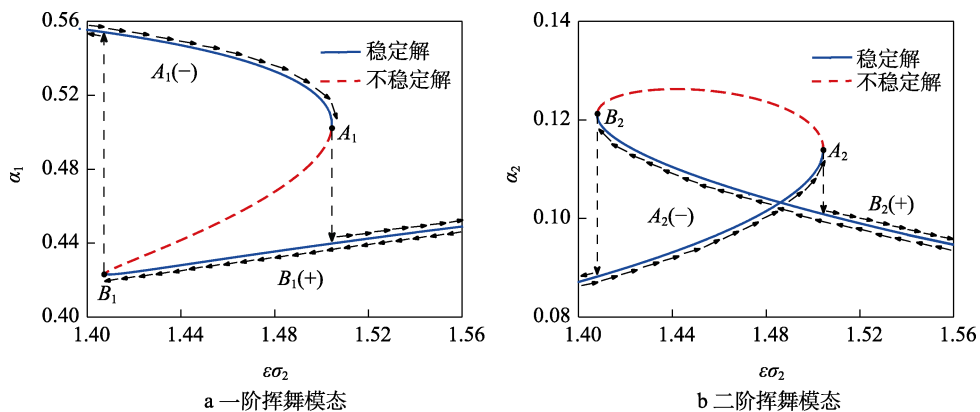 0.56
0.52
0.48
0.44
0.40
α₁
稳定解
不稳定解
A₁(−)
A₁
B₁
B₁(+)
1.40 1.44 1.48 1.52 1.56
εσ₂
a 一阶挥舞模态
0.14
0.12
0.10
0.08
α₂
稳定解
不稳定解
B₂
A₂
B₂(+)
A₂(−)
1.40 1.44 1.48 1.52 1.56
εσ₂
b 二阶挥舞模态